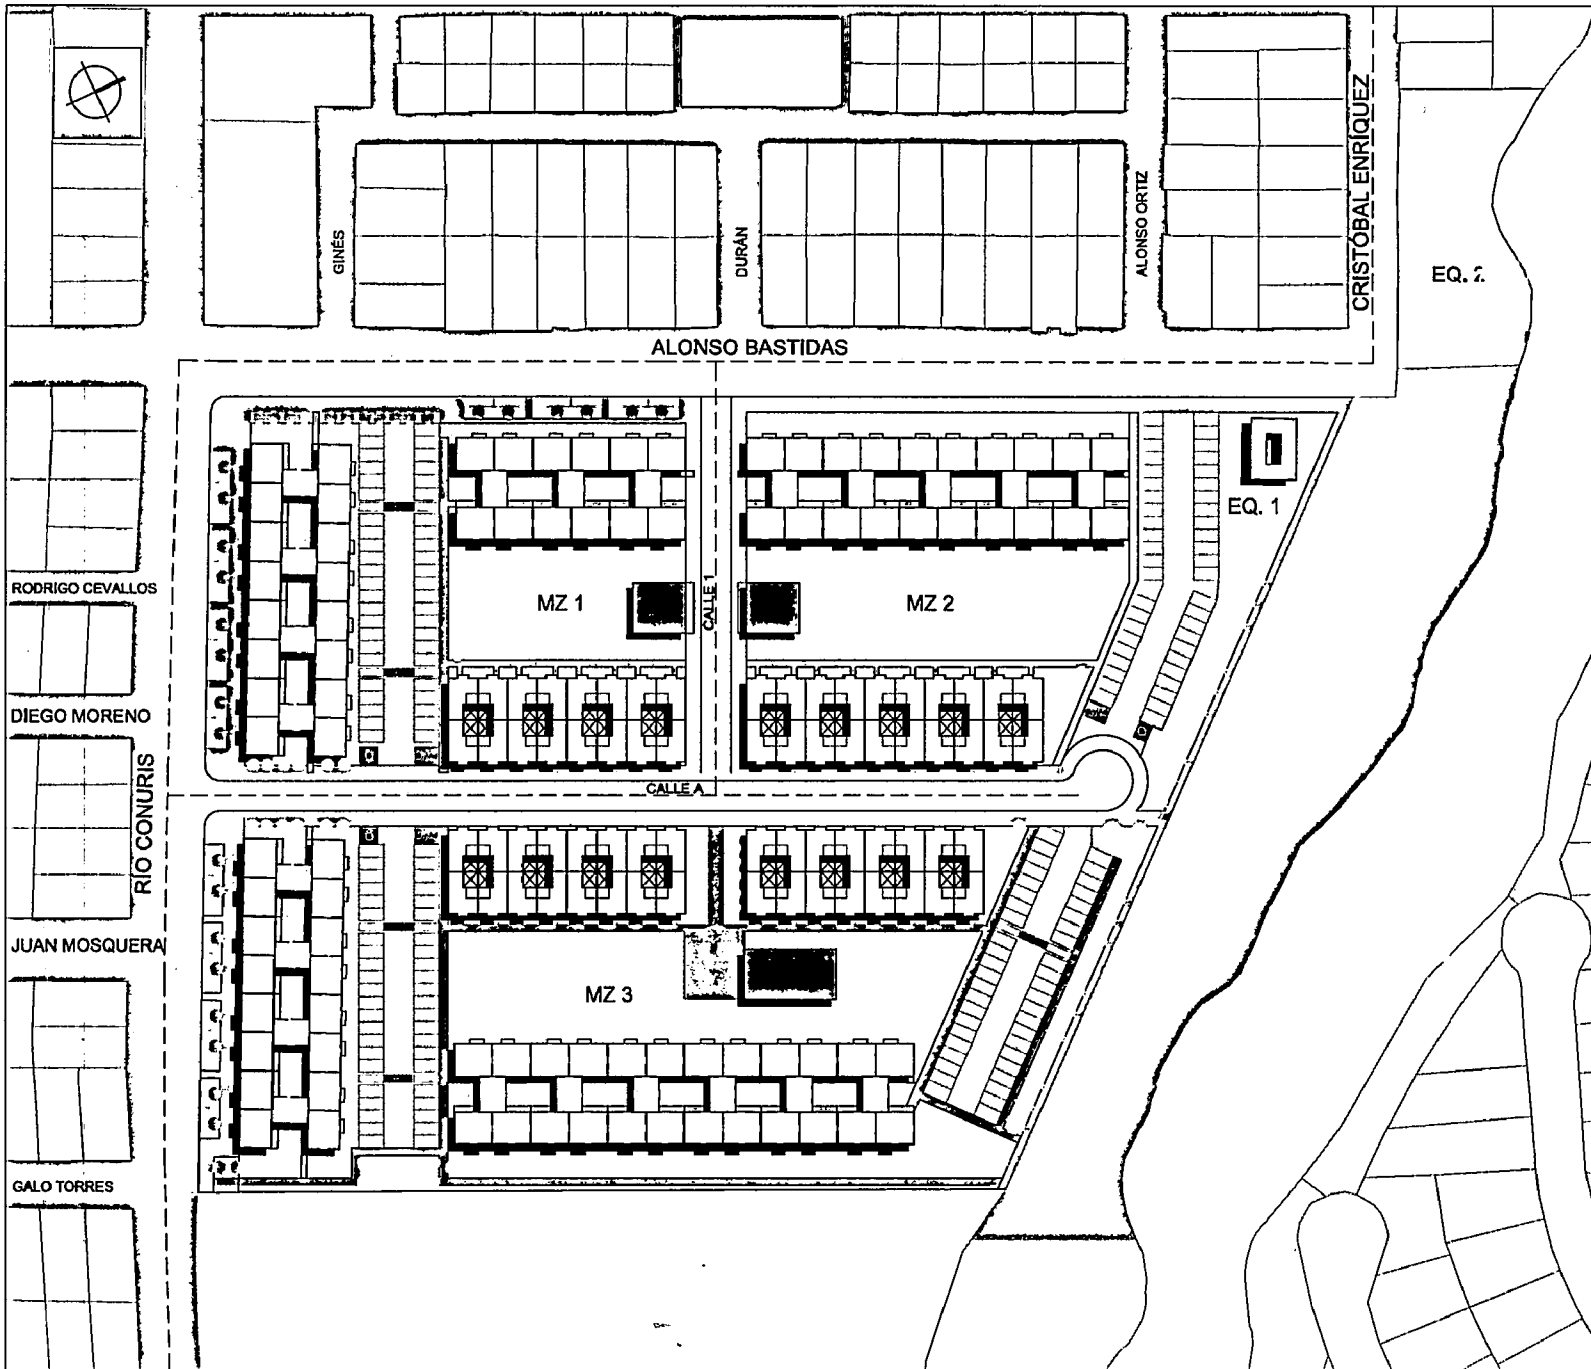 CRISTÓBAL ENRÍQUEZ
GINÉS
DURÁN
ALONSO ORTIZ
EQ. 2
ALONSO BASTIDAS
EQ. 1
RODRIGO CEVALLOS
MZ 1
CALLE 1
MZ 2
DIEGO MORENO
RÍO CONURIS
CALLE A
JUAN MOSQUERA
MZ 3
GALO TORRES